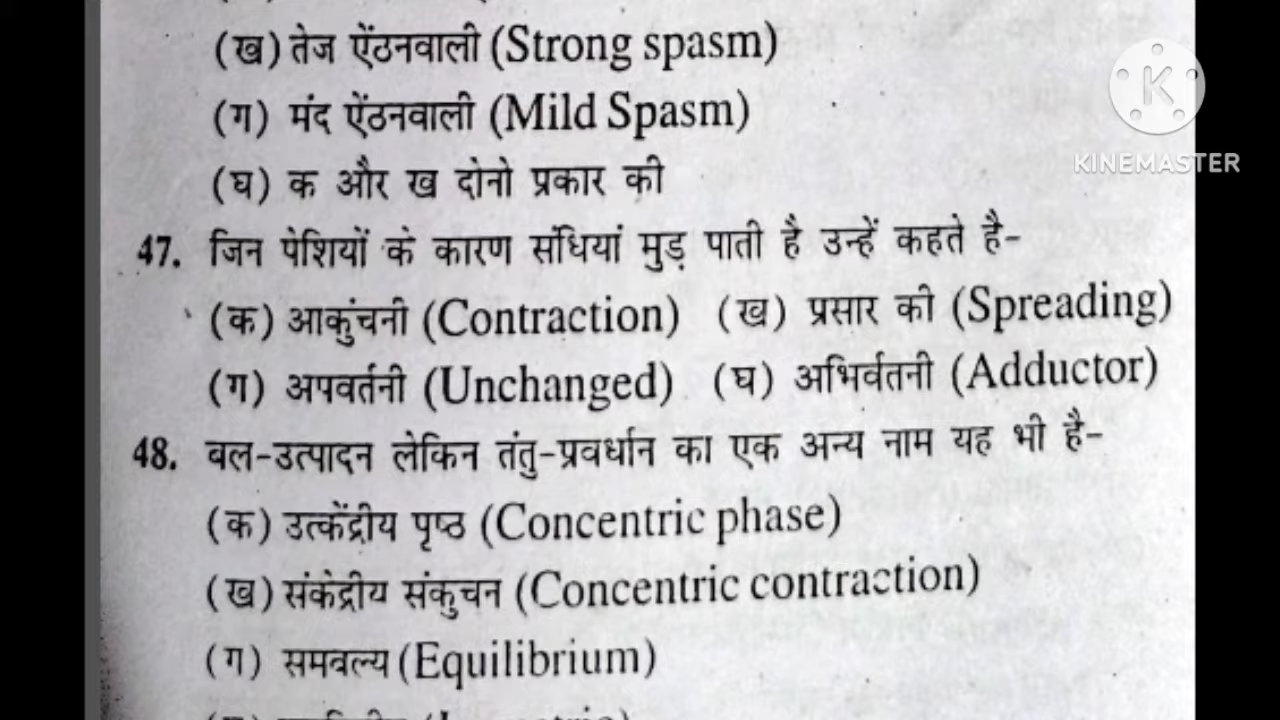 (ख) तेज ऐंठनवाली (Strong spasm)
(ग) मंद ऐंठनवाली (Mild Spasm)
(घ) क और ख दोनो प्रकार की
47. जिन पेशियों के कारण संधियां मुड़ पाती है उन्हें कहते है-
(क) आकुंचनी (Contraction) (ख) प्रसार की (Spreading)
(ग) अपवर्तनी (Unchanged) (घ) अभिर्वतनी (Adductor)
48. बल-उत्पादन लेकिन तंतु-प्रवर्धान का एक अन्य नाम यह भी है-
(क) उत्केंद्रीय पृष्ठ (Concentric phase)
(ख) संकेद्रीय संकुचन (Concentric contraction)
(ग) समवल्य (Equilibrium)
K
KINEMASTER